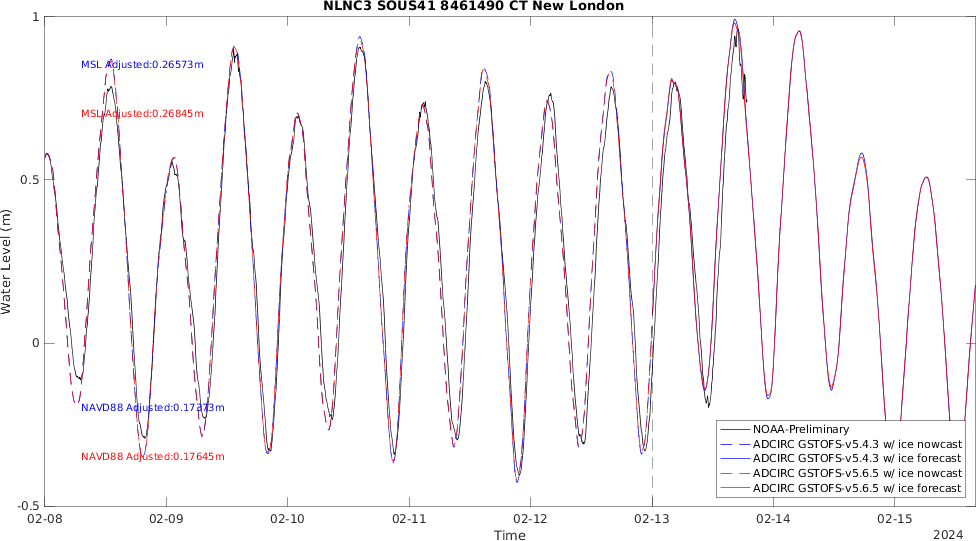 NLNC3 SOUS41 8461490 CT New London
1
MSL Adjusted:0.26573m
MSL Adjusted:0.26845m
0.5
Water Level (m)
0
NAVD88 Adjusted:0.17373m
NAVD88 Adjusted:0.17645m
NOAA-Preliminary
ADCIRC GSTOFS-v5.4.3 w/ ice nowcast
ADCIRC GSTOFS-v5.4.3 w/ ice forecast
ADCIRC GSTOFS-v5.6.5 w/ ice nowcast
ADCIRC GSTOFS-v5.6.5 w/ ice forecast
-0.5
02-08 02-09 02-10 02-11 02-12 02-13 02-14 02-15
Time
2024